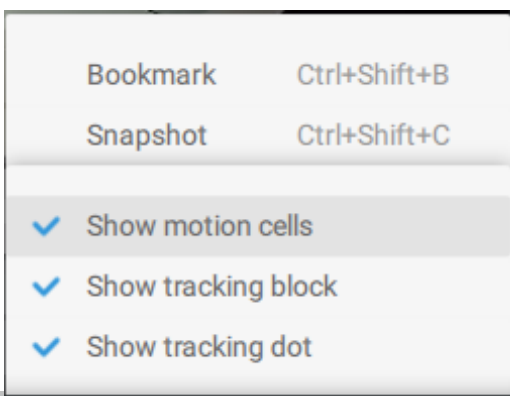 Bookmark Ctrl+Shift+B
Snapshot Ctrl+Shift+C
Show motion cells
Show tracking block
Show tracking dot